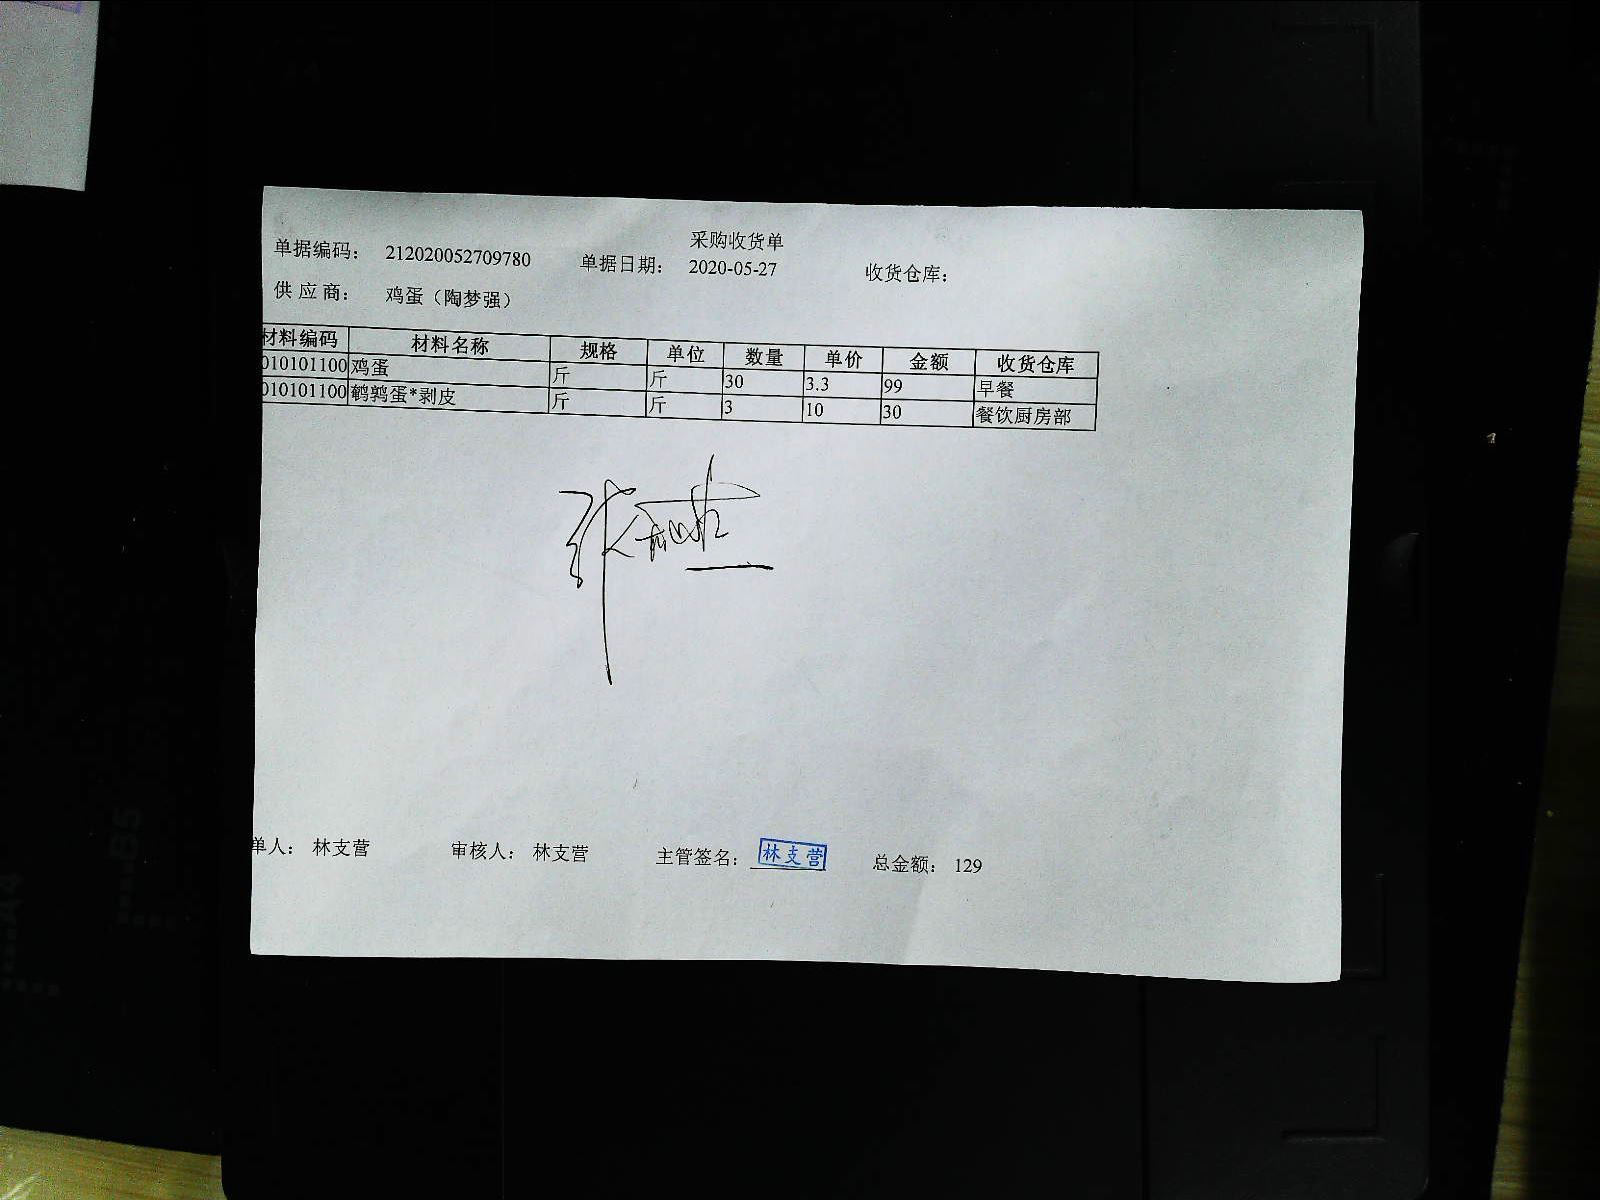 采购收货单
单据编码： 212020052709780 单据日期： 2020-05-27 收货仓库：
供 应 商： 鸡蛋（陶梦强）
材料编码 材料名称 规格 单位 数量 单价 金额 收货仓库
010101100 鸡蛋 斤 斤 30 3.3 99 早餐
010101100 鹌鹑蛋*剥皮 斤 斤 3 10 30 餐饮厨房部
单人： 林支营 审核人： 林支营 主管签名： 林支营 总金额： 129
B5
A4